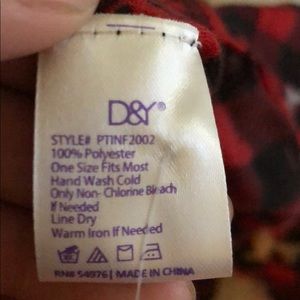 D&Y®
STYLE# PTINF2002
100% Polyester
One Size Fits Most
Hand Wash Cold
Only Non- Chlorine Bleach
If Needed
Line Dry
Warm Iron If Needed
RN# 54976 | MADE IN CHINA